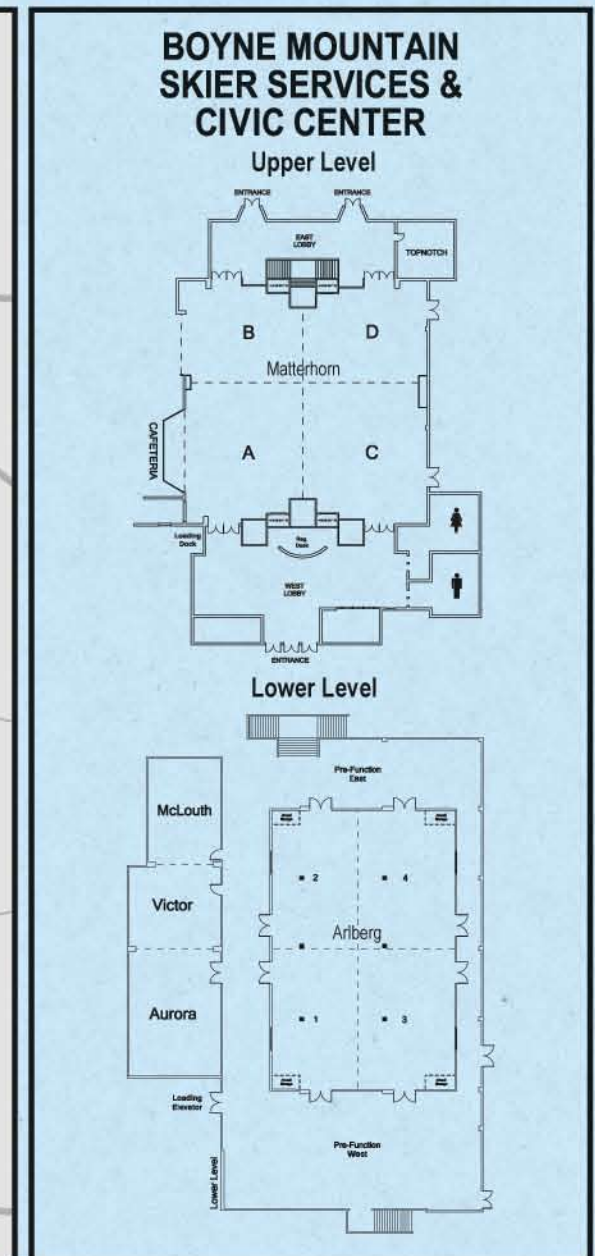 BOYNE MOUNTAIN
SKIER SERVICES &
CIVIC CENTER
Upper Level
ENTRANCE
ENTRANCE
EAST
LOBBY
TOPNOTCH
B
D
Matterhorn
CAFETERIA
A
C
Loading
Dock
Reg.
Desk
WEST
LOBBY
ENTRANCE
Lower Level
Pre-Function
East
McLouth
2
4
Victor
Arlberg
Aurora
1
3
Loading
Elevator
Pre-Function
West
Lower Level